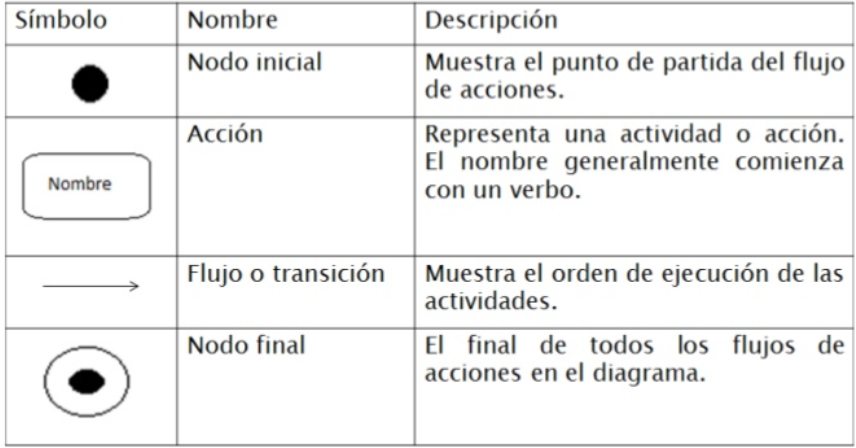 Símbolo Nombre Descripción
Nodo inicial Muestra el punto de partida del flujo
de acciones.
Acción Representa una actividad o acción.
El nombre generalmente comienza
Nombre
con un verbo.
Flujo o transición Muestra el orden de ejecución de las
actividades.
Nodo final El final de todos los flujos de
acciones en el diagrama.